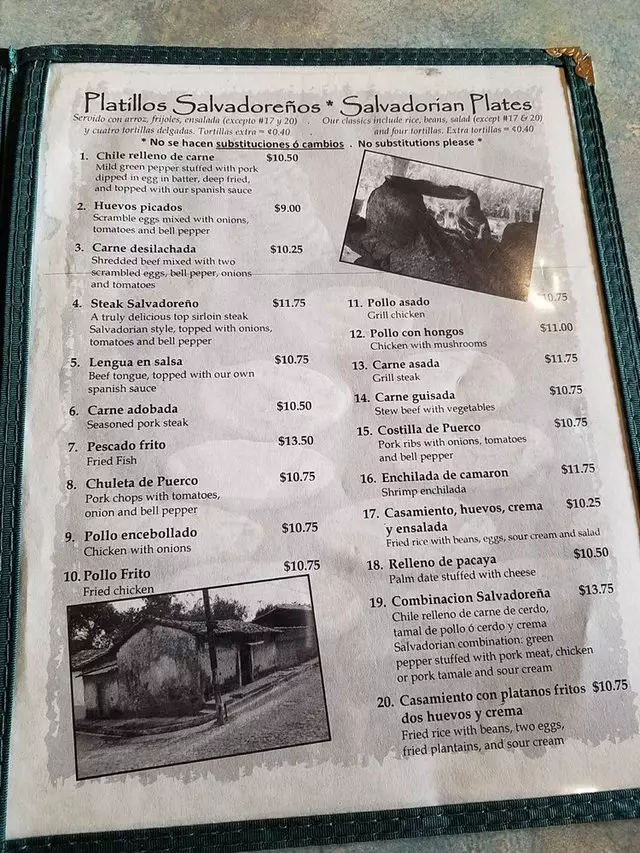 Platillos Salvadoreños * Salvadorian Plates
Servido con arroz, frijoles, ensalada (excepto #17 y 20) . Our classics include rice, beans, salad (except #17 & 20)
y cuatro tortillas delgadas. Tortillas extra = ¢0.40 and four tortillas. Extra tortillas = ¢0.40
* No se hacen substituciones ó cambios . No substitutions please *
1. Chile relleno de carne $10.50
Mild green pepper stuffed with pork
dipped in egg in batter, deep fried,
and topped with our spanish sauce
2. Huevos picados $9.00
Scramble eggs mixed with onions,
tomatoes and bell pepper
3. Carne desilachada $10.25
Shredded beef mixed with two
scrambled eggs, bell peper, onions
and tomatoes
4. Steak Salvadoreño $11.75
A truly delicious top sirloin steak
Salvadorian style, topped with onions,
tomatoes and bell pepper
5. Lengua en salsa $10.75
Beef tongue, topped with our own
spanish sauce
6. Carne adobada $10.50
Seasoned pork steak
7. Pescado frito $13.50
Fried Fish
8. Chuleta de Puerco $10.75
Pork chops with tomatoes,
onion and bell pepper
9. Pollo encebollado $10.75
Chicken with onions
10. Pollo Frito $10.75
Fried chicken
11. Pollo asado 10.75
Grill chicken
12. Pollo con hongos $11.00
Chicken with mushrooms
13. Carne asada $11.75
Grill steak
14. Carne guisada $10.75
Stew beef with vegetables
15. Costilla de Puerco $10.75
Pork ribs with onions, tomatoes
and bell pepper
16. Enchilada de camaron $11.75
Shrimp enchilada
17. Casamiento, huevos, crema $10.25
y ensalada
Fried rice with beans, eggs, sour cream and salad
18. Relleno de pacaya $10.50
Palm date stuffed with cheese
19. Combinacion Salvadoreña $13.75
Chile relleno de carne de cerdo,
tamal de pollo ó cerdo y crema
Salvadorian combination: green
pepper stuffed with pork meat, chicken
or pork tamale and sour cream
20. Casamiento con platanos fritos $10.75
dos huevos y crema
Fried rice with beans, two eggs,
fried plantains, and sour cream